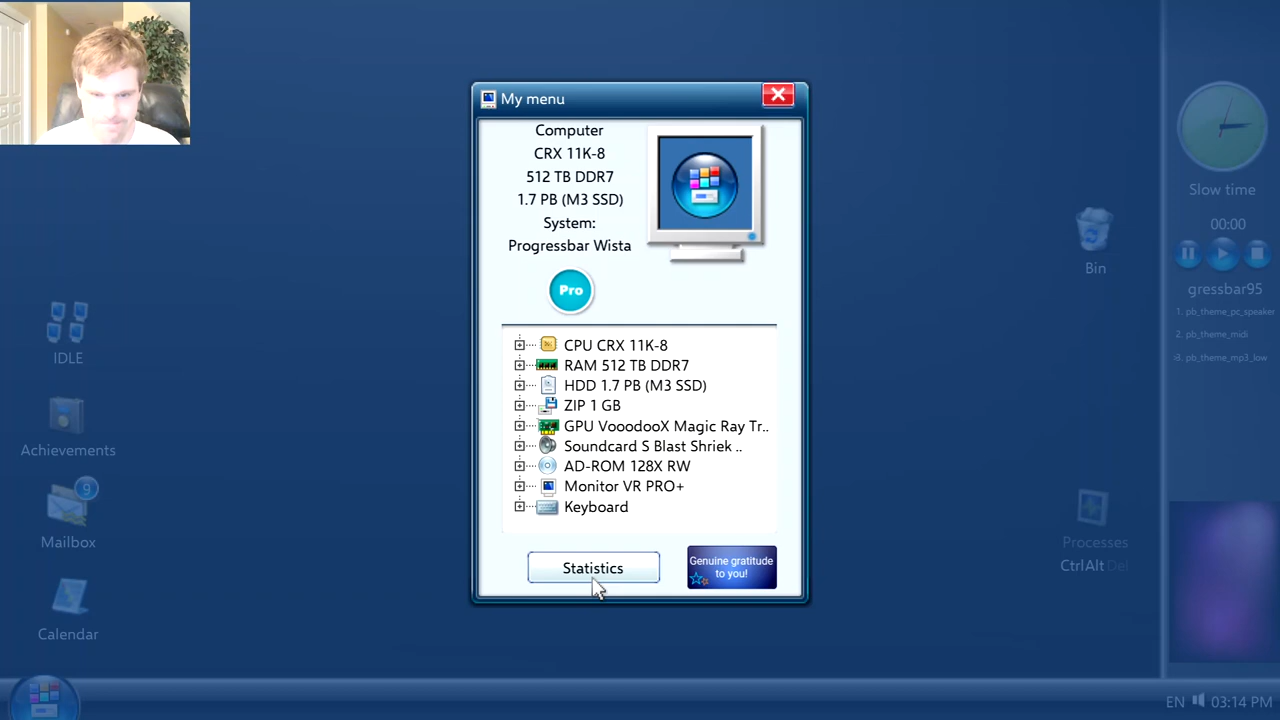 My menu
Computer
CRX 11K-8
512 TB DDR7
1.7 PB (M3 SSD)
System:
Progressbar Wista
Pro
CPU CRX 11K-8
RAM 512 TB DDR7
HDD 1.7 PB (M3 SSD)
ZIP 1 GB
GPU VooodooX Magic Ray Tr..
Soundcard S Blast Shriek ..
AD-ROM 128X RW
Monitor VR PRO+
Keyboard
Statistics
Genuine gratitude
to you!
IDLE
Achievements
9
Mailbox
Calendar
Bin
Processes
CtrlAlt Del
Slow time
00:00
gressbar95
1. pb_theme_pc_speaker
2. pb_theme_midi
3. pb_theme_mp3_low
EN 03:14 PM